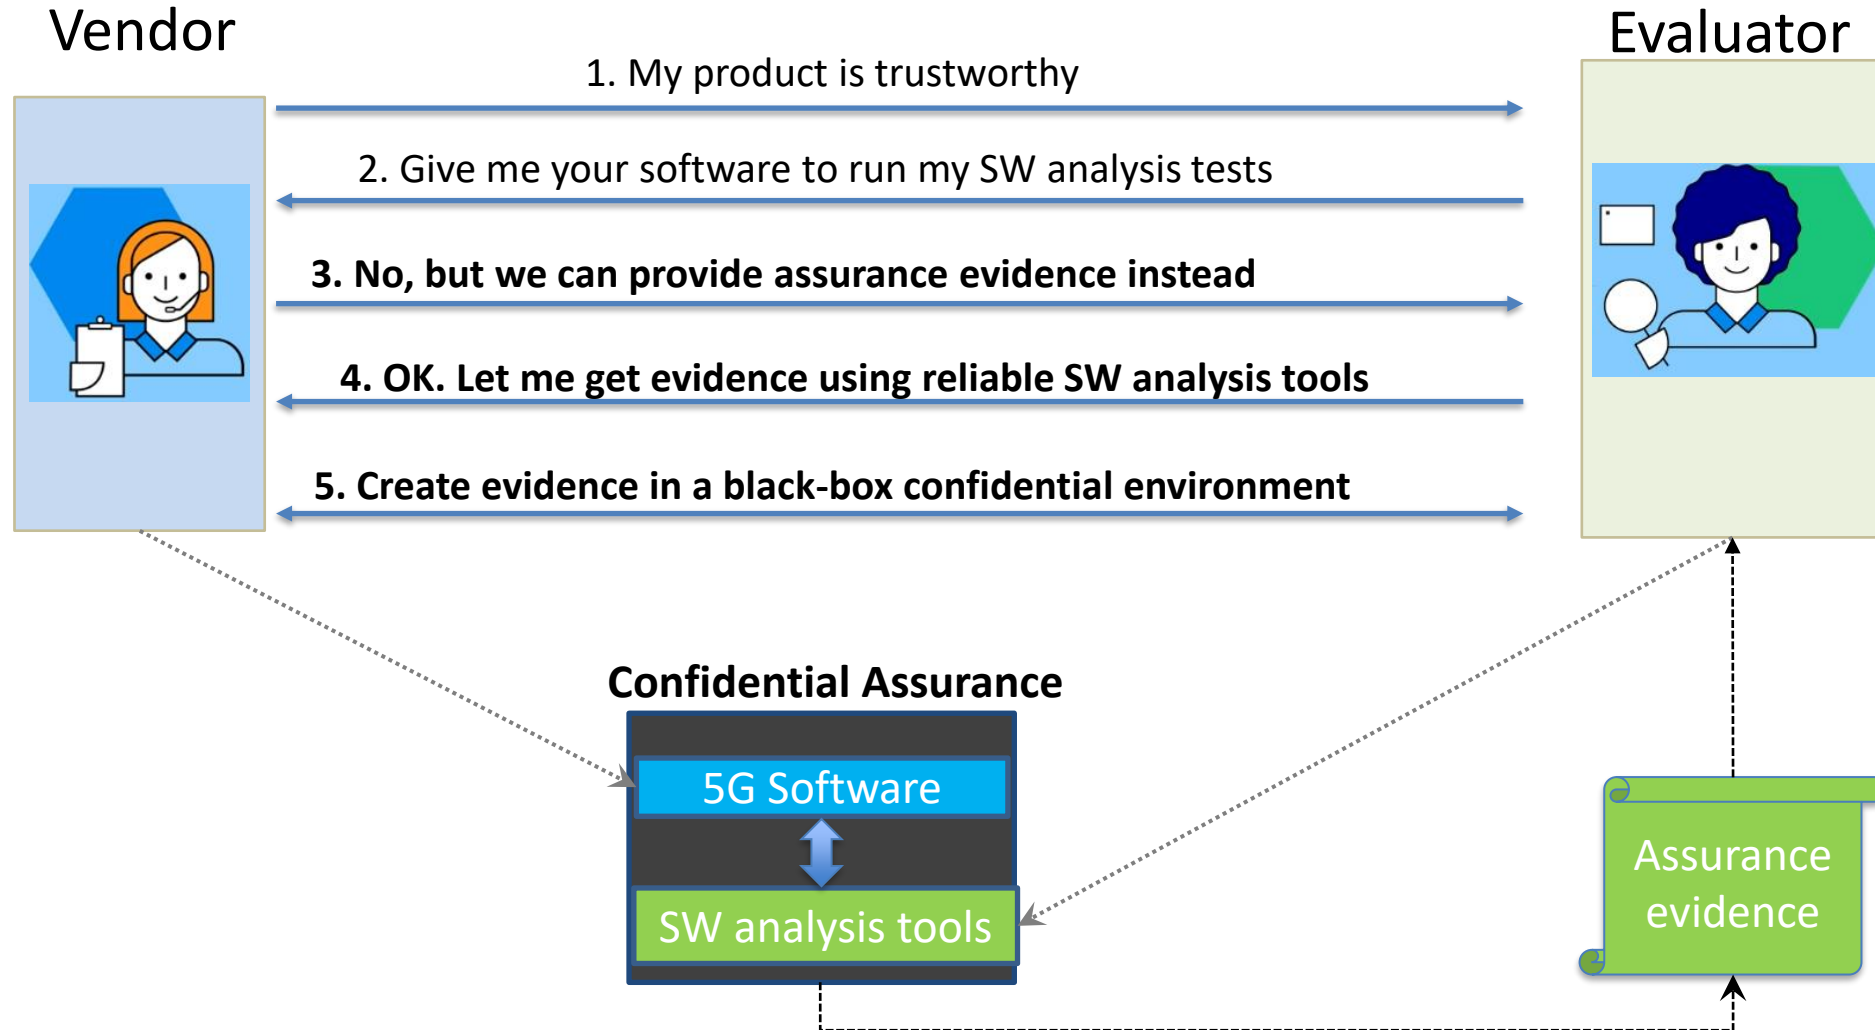 Vendor
Evaluator
1. My product is trustworthy
2. Give me your software to run my SW analysis tests
3. No, but we can provide assurance evidence instead
4. OK. Let me get evidence using reliable SW analysis tools
5. Create evidence in a black-box confidential environment
Confidential Assurance
5G Software
SW analysis tools
Assurance
evidence